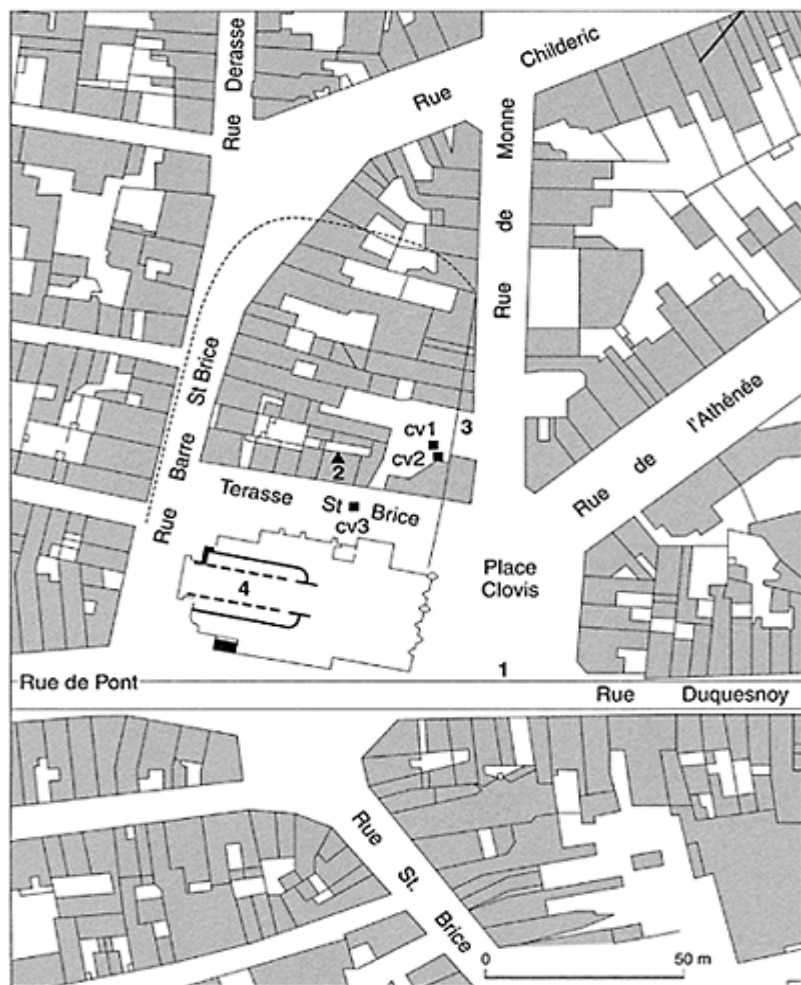 Rue Derasse
Rue Childeric
Rue de Monne
Rue Barre St Brice
3
cv1
cv2
2
Terasse St Brice
cv3
Rue de l'Athénée
Place
Clovis
4
1
Rue de Pont
Rue Duquesnoy
Rue St. Brice
0 50 m